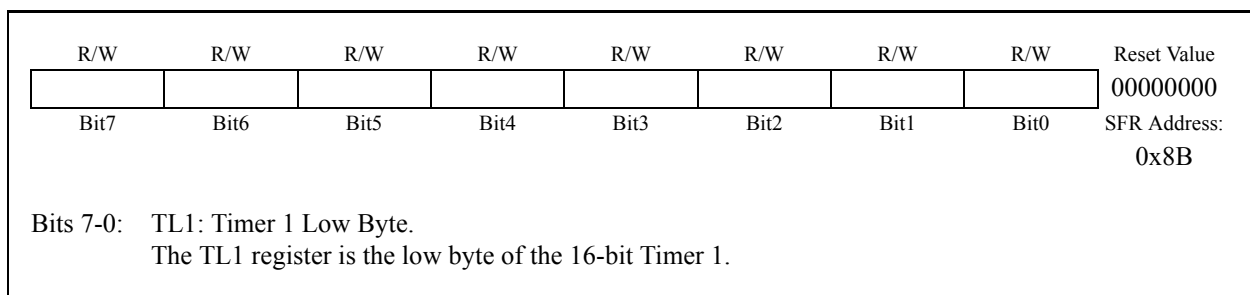 R/W R/W R/W R/W R/W R/W R/W R/W Reset Value
00000000
Bit7 Bit6 Bit5 Bit4 Bit3 Bit2 Bit1 Bit0 SFR Address:
0x8B
Bits 7-0: TL1: Timer 1 Low Byte.
The TL1 register is the low byte of the 16-bit Timer 1.